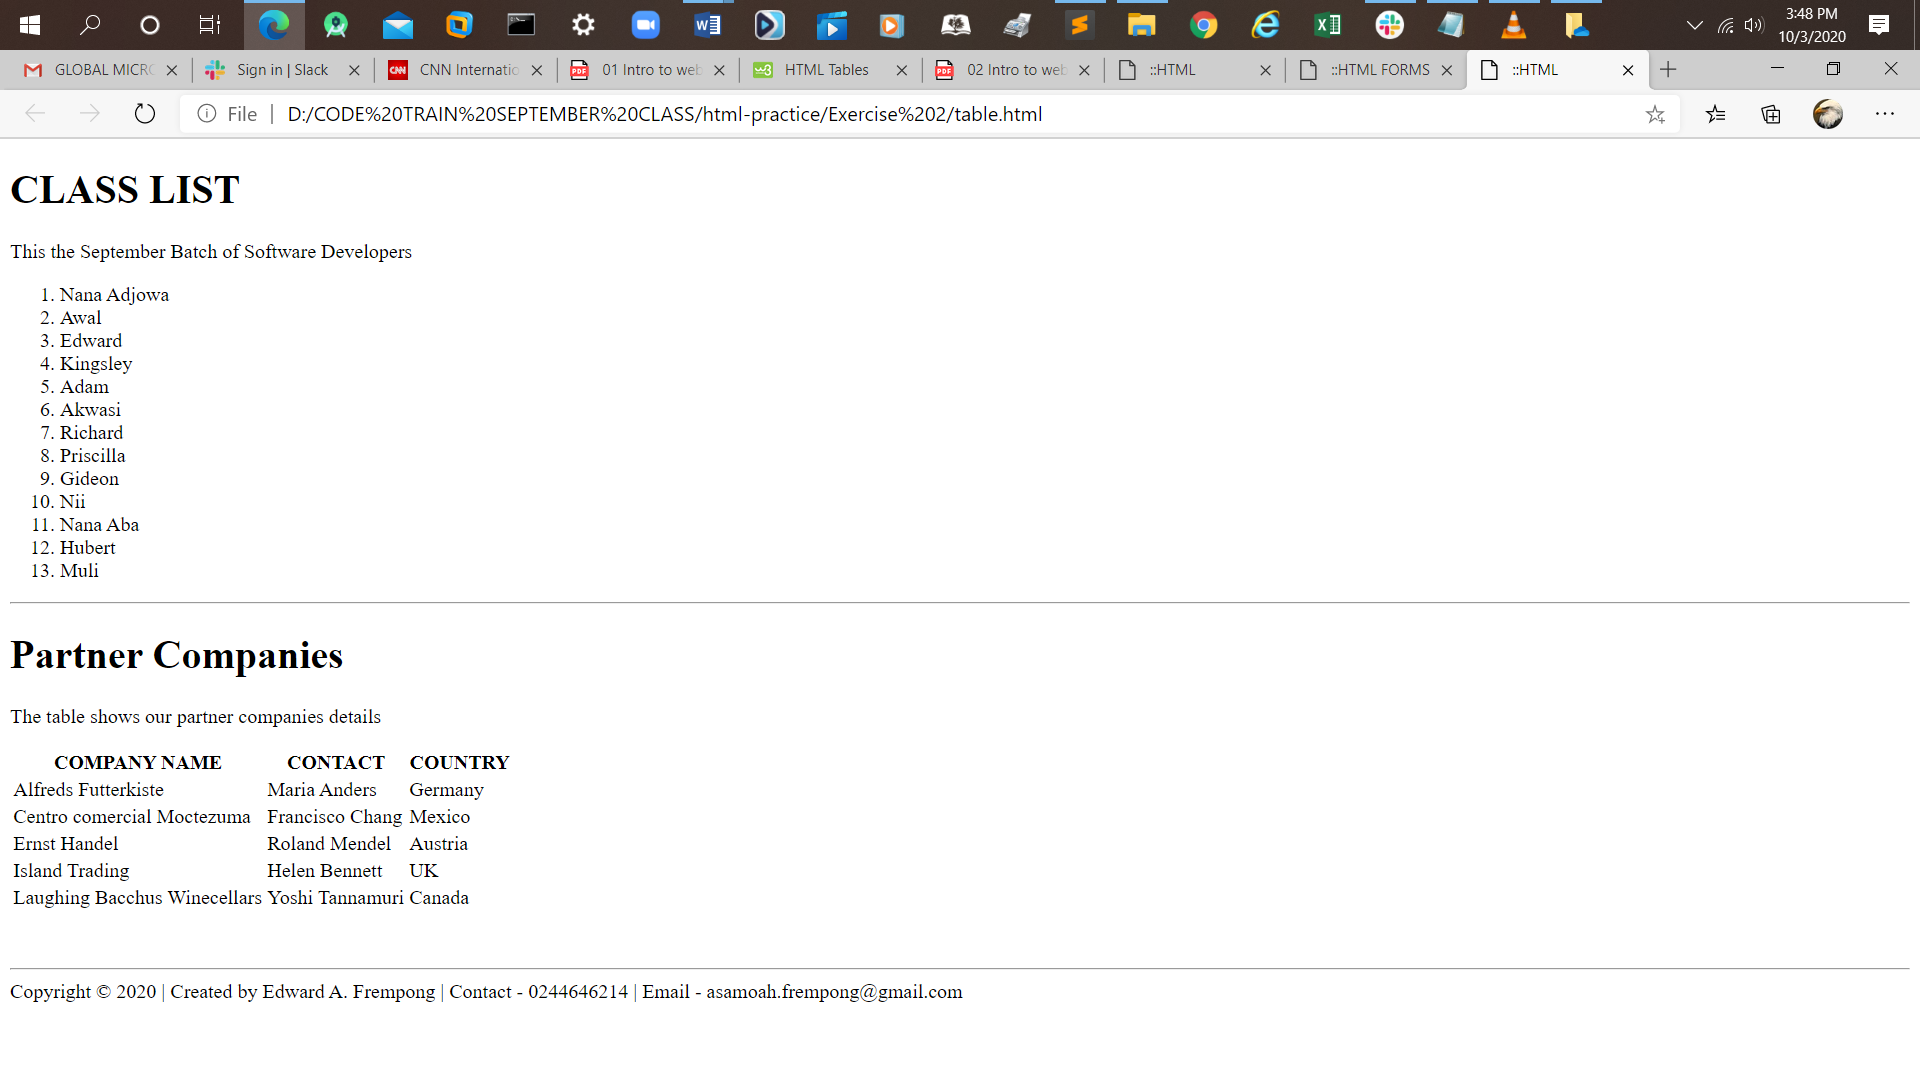 3:48 PM
10/3/2020
GLOBAL MICRC
Sign in | Slack
CNN Internatio
01 Intro to web
HTML Tables
02 Intro to web
::HTML
::HTML FORMS
::HTML
File | D:/CODE%20TRAIN%20SEPTEMBER%20CLASS/html-practice/Exercise%202/table.html
CLASS LIST
This the September Batch of Software Developers
1. Nana Adjowa
2. Awal
3. Edward
4. Kingsley
5. Adam
6. Akwasi
7. Richard
8. Priscilla
9. Gideon
10. Nii
11. Nana Aba
12. Hubert
13. Muli
Partner Companies
The table shows our partner companies details
COMPANY NAME CONTACT COUNTRY
Alfreds Futterkiste Maria Anders Germany
Centro comercial Moctezuma Francisco Chang Mexico
Ernst Handel Roland Mendel Austria
Island Trading Helen Bennett UK
Laughing Bacchus Winecellars Yoshi Tannamuri Canada
Copyright © 2020 | Created by Edward A. Frempong | Contact - 0244646214 | Email - asamoah.frempong@gmail.com